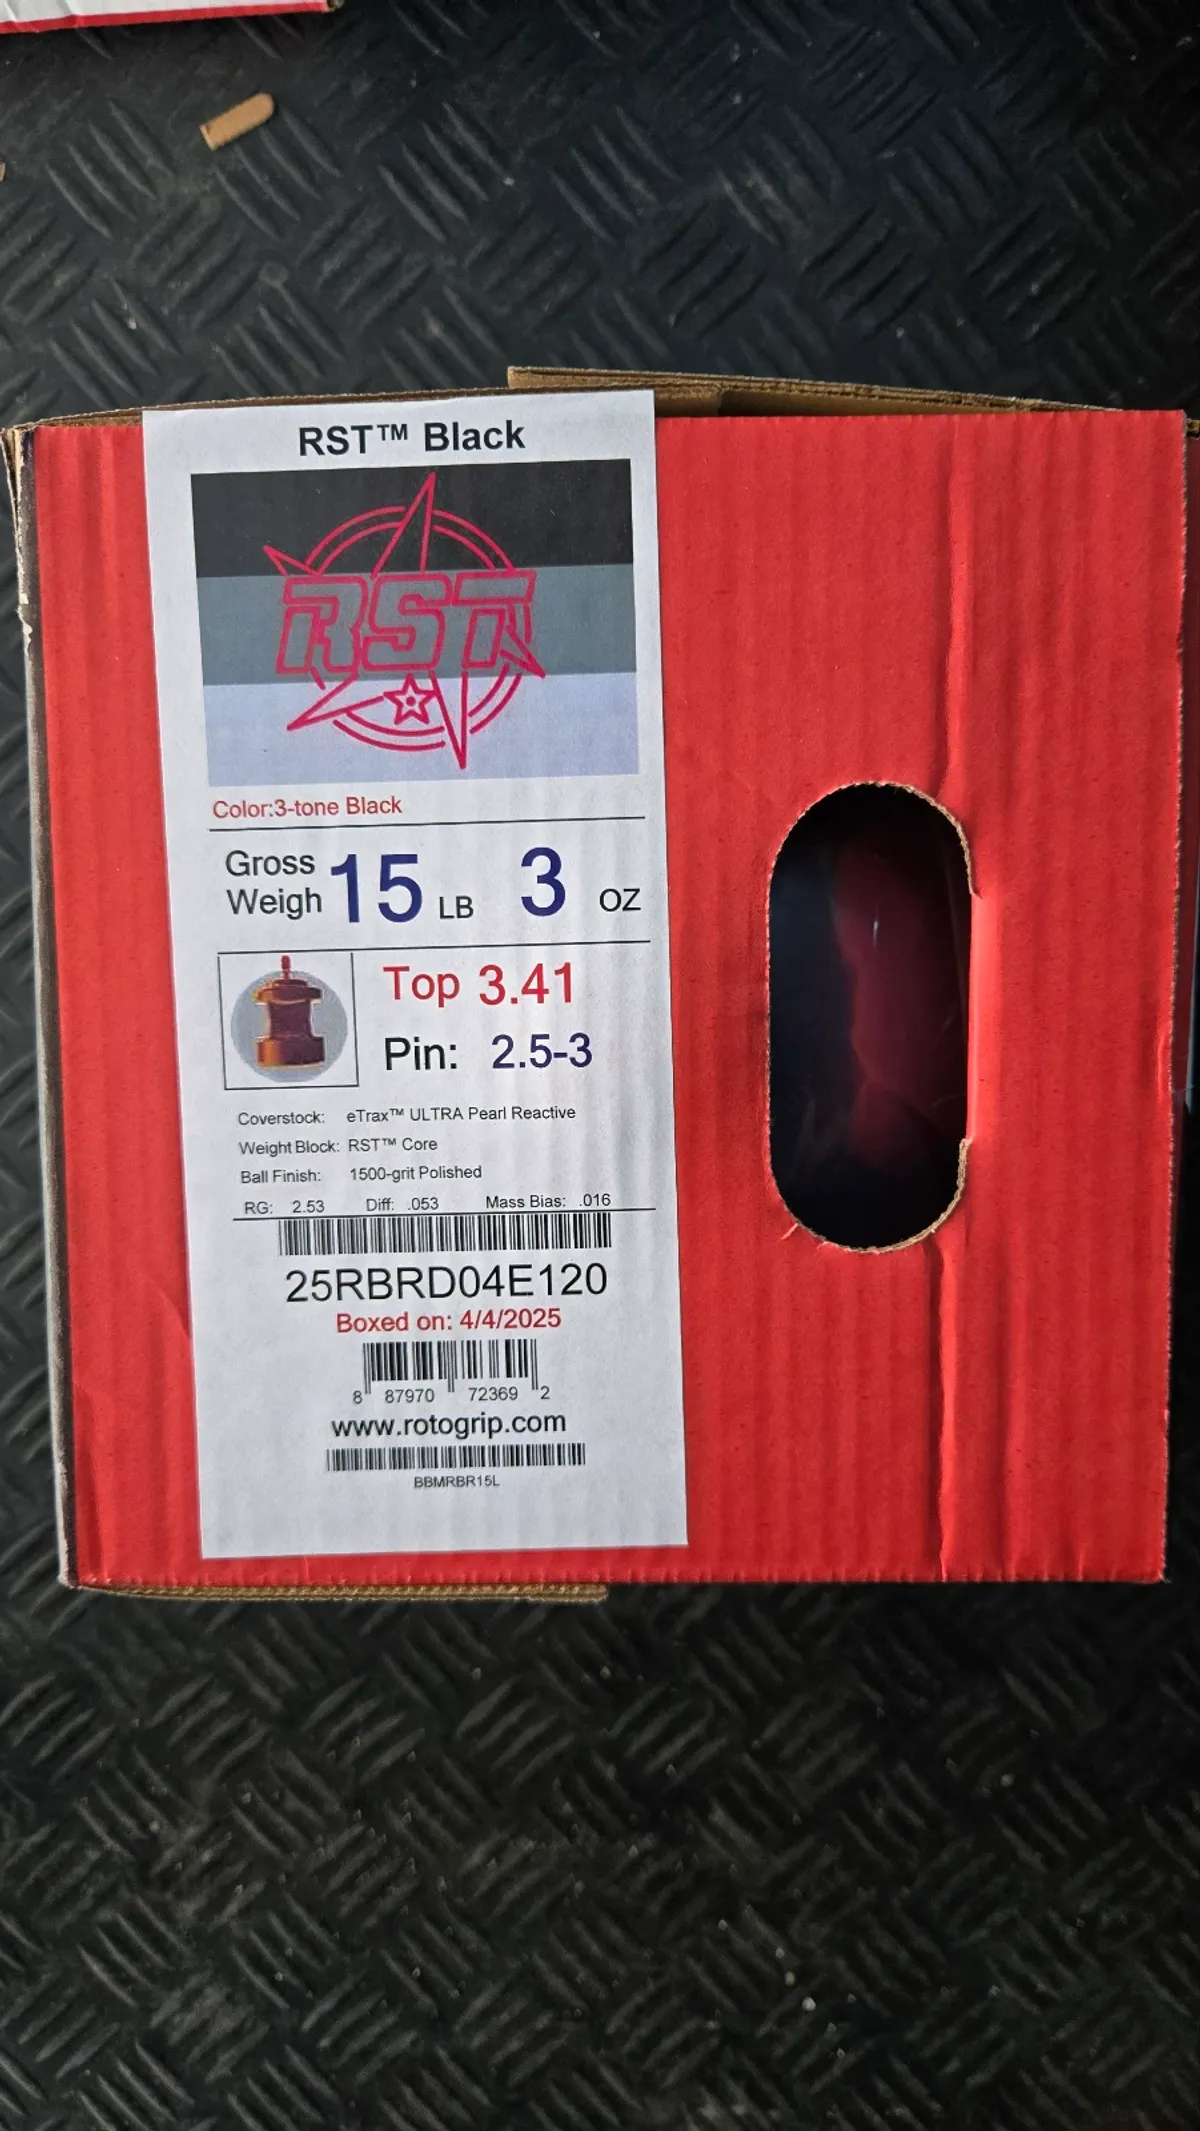 RST™ Black
RST
Color:3-tone Black
Gross
Weigh 15 LB 3 OZ
Top 3.41
Pin: 2.5-3
Coverstock: eTrax™ ULTRA Pearl Reactive
Weight Block: RST™ Core
Ball Finish: 1500-grit Polished
RG: 2.53 Diff: .053 Mass Bias: .016
25RBRD04E120
Boxed on: 4/4/2025
8 87970 72369 2
www.rotogrip.com
BBMRBR15L